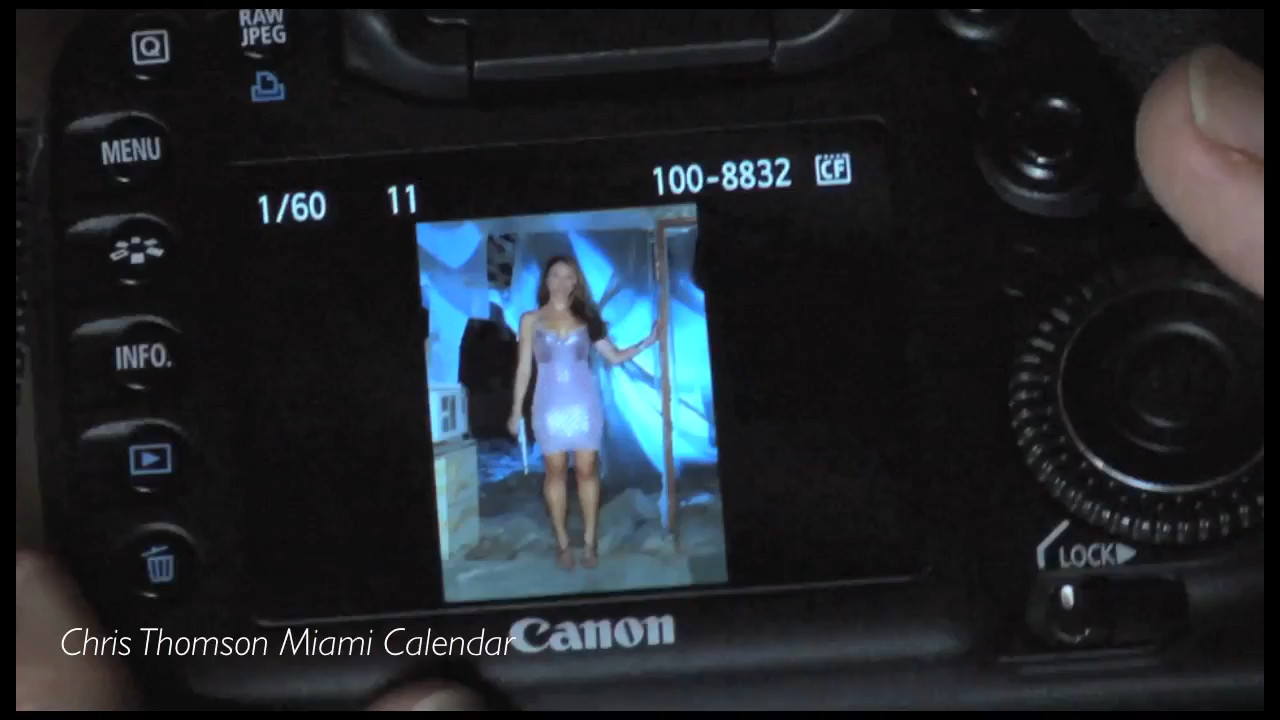 RAW
JPEG
Q
MENU
1/60 11 100-8832 CF
INFO.
LOCK
Canon
Chris Thomson Miami Calendar